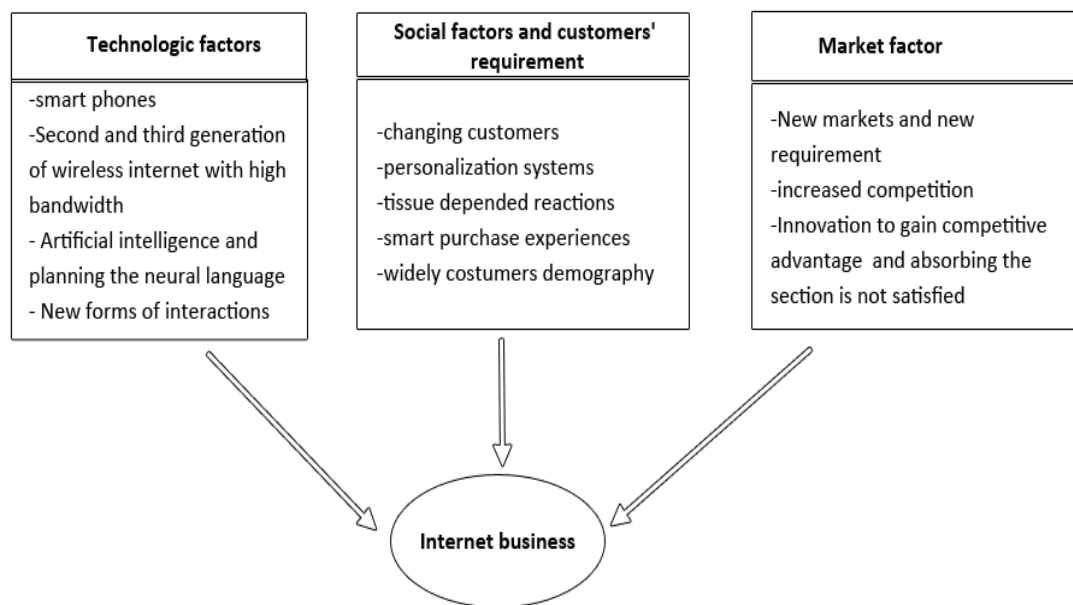 Technologic factors
-smart phones
-Second and third generation
of wireless internet with high
bandwidth
- Artificial intelligence and
planning the neural language
- New forms of interactions
Social factors and customers'
requirement
-changing customers
-personalization systems
-tissue depended reactions
-smart purchase experiences
-widely costumers demography
Market factor
-New markets and new
requirement
-increased competition
-Innovation to gain competitive
advantage  and absorbing the
section is not satisfied
Internet business